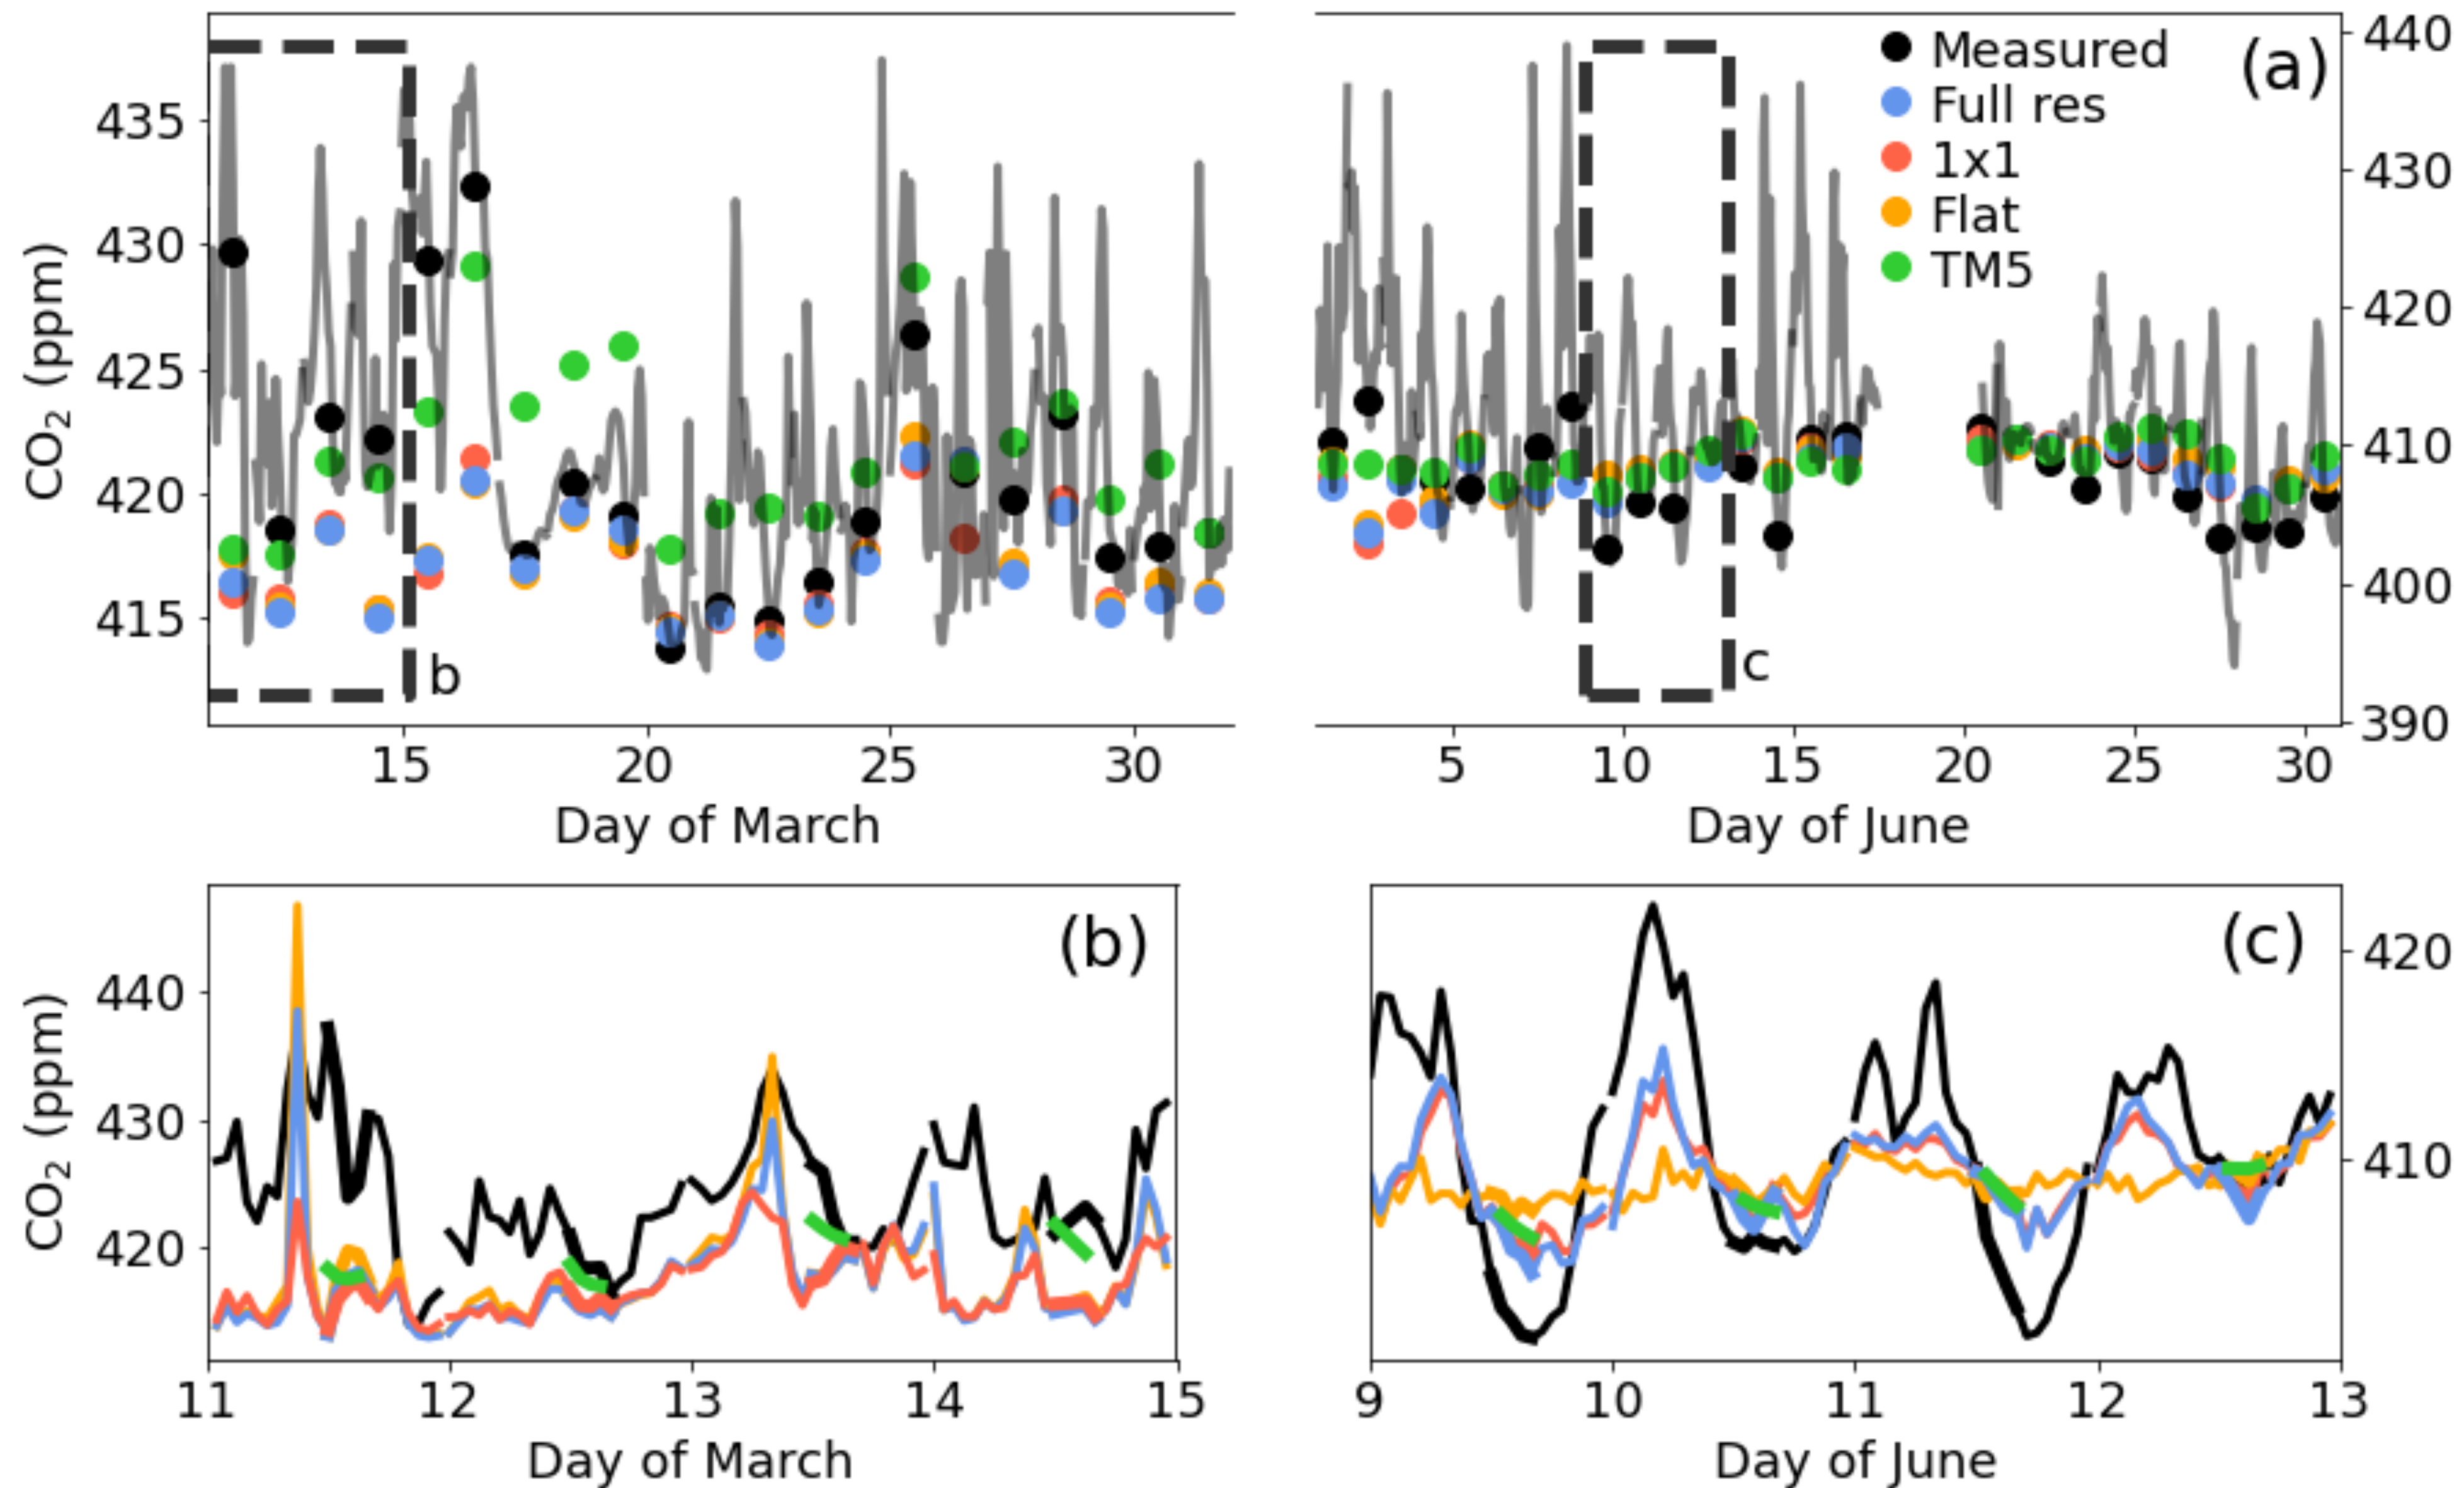 Measured
Full res
1x1
Flat
TM5
(a)
435
430
425
420
415
CO₂ (ppm)
b
c
440
430
420
410
400
390
15 20 25 30
5 10 15 20 25 30
Day of March
Day of June
(b)
(c)
440
430
420
CO₂ (ppm)
420
410
11 12 13 14 15
9 10 11 12 13
Day of March
Day of June